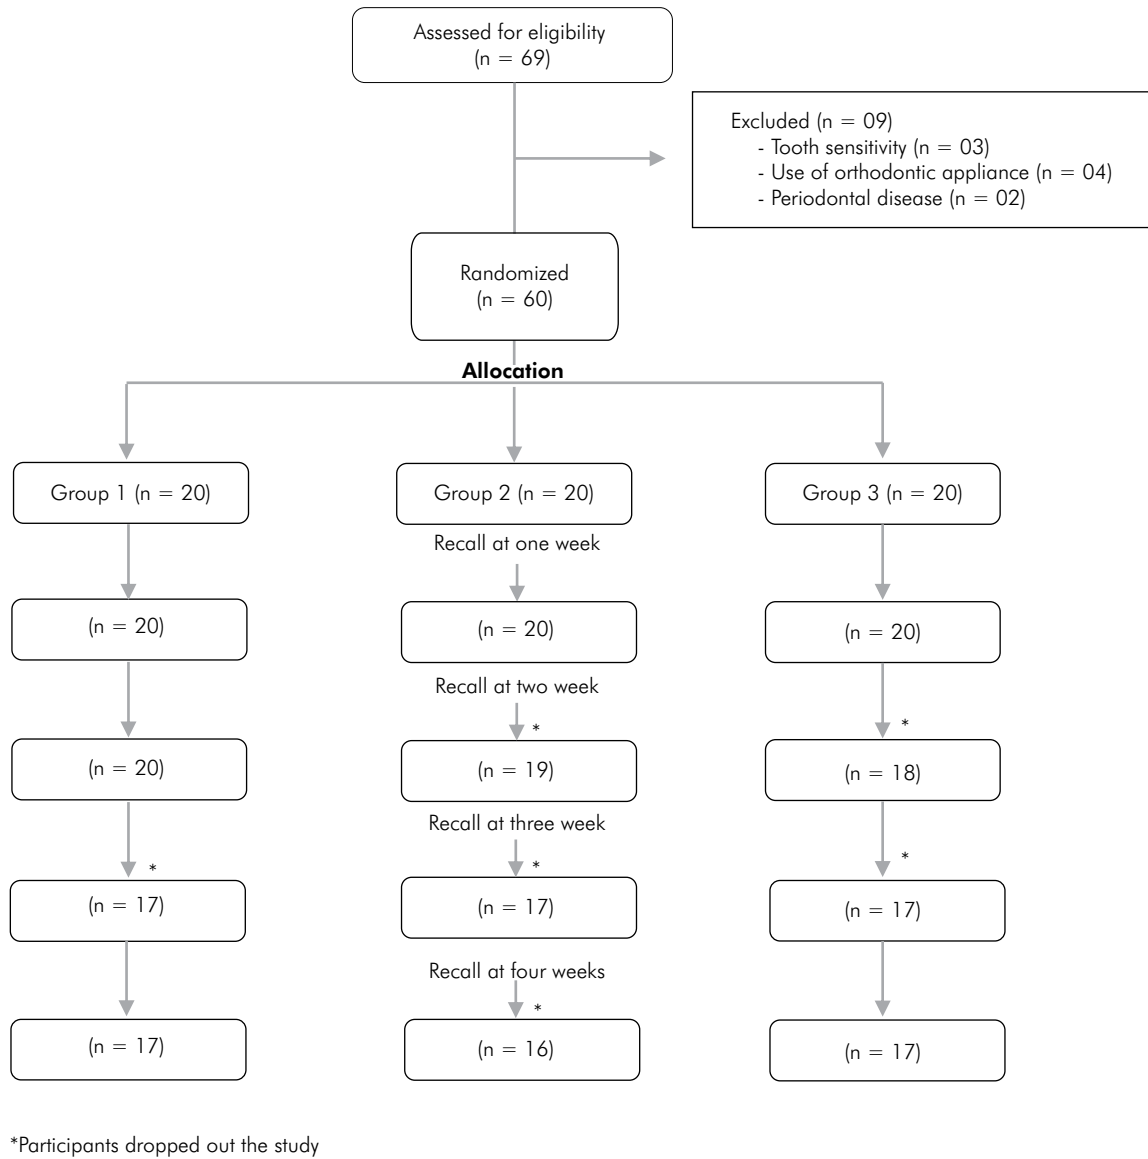 Assessed for eligibility
(n = 69)
Excluded (n = 09)
- Tooth sensitivity (n = 03)
- Use of orthodontic appliance (n = 04)
- Periodontal disease (n = 02)
Randomized
(n = 60)
Allocation
Group 1 (n = 20)
Group 2 (n = 20)
Group 3 (n = 20)
Recall at one week
(n = 20)
(n = 20)
(n = 20)
Recall at two week
*
*
(n = 20)
(n = 19)
(n = 18)
Recall at three week
*
*
*
(n = 17)
(n = 17)
(n = 17)
Recall at four weeks
*
(n = 17)
(n = 16)
(n = 17)
*Participants dropped out the study